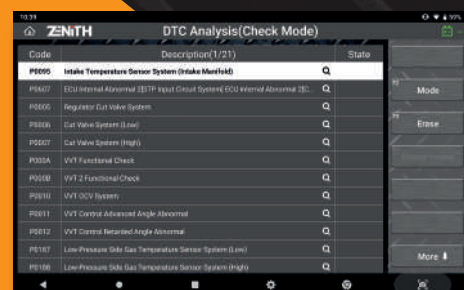 10:39 30%
ZENITH DTC Analysis(Check Mode)
Code Description(1/21) State
P0095 Intake Temperature Sensor System (Intake Manifold)
P0607 ECU Internal Abnormal Input Circuit System( ECU Internal Abnormal
P0005 Regulator Cut Valve System
P0006 Cut Valve System (Low)
P0007 Cut Valve System (High)
P000A VVT Functional Check
P000B VVT 2 Functional Check
P0010 VVT OCV System
P0011 VVT Control Advanced Angle Abnormal
P0012 VVT Control Retarded Angle Abnormal
P0187 Low-Pressure Side Gas Temperature Sensor System (Low)
P0188 Low-Pressure Side Gas Temperature Sensor System (High)
Mode
Erase
More